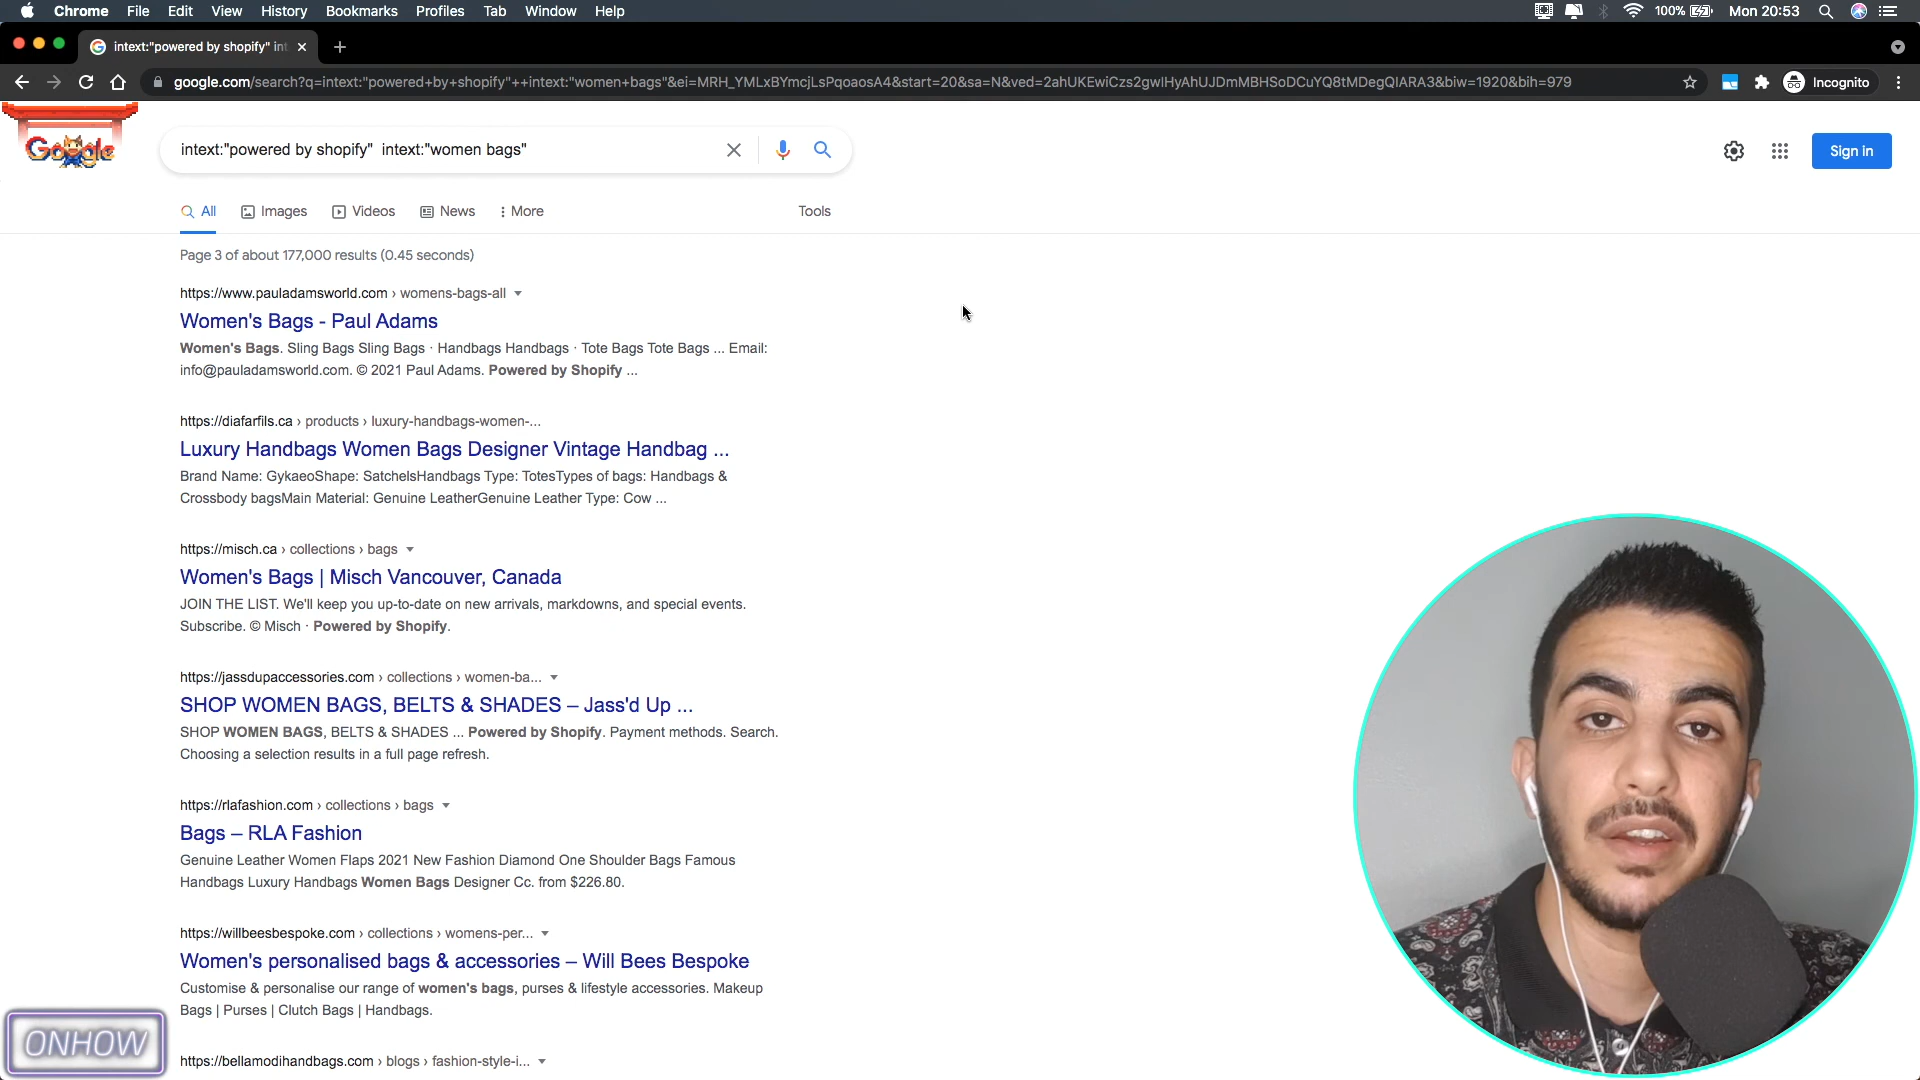 Chrome File Edit View History Bookmarks Profiles Tab Window Help 100% Mon 20:53
intext:"powered by shopify" int
google.com/search?q=intext:"powered+by+shopify"++intext:"women+bags"&ei=MRH_YMLxBYmcjLsPqoaosA4&start=20&sa=N&ved=2ahUKEwiCzs2gwIHyAhUJDmMBHSoDCuYQ8tMDegQIARA3&biw=1920&bih=979 Incognito
Google
intext:"powered by shopify"  intext:"women bags"
Sign in
All Images Videos News More Tools
Page 3 of about 177,000 results (0.45 seconds)
https://www.pauladamsworld.com › womens-bags-all
Women's Bags - Paul Adams
Women's Bags. Sling Bags Sling Bags · Handbags Handbags · Tote Bags Tote Bags ... Email:
info@pauladamsworld.com. © 2021 Paul Adams. Powered by Shopify ...
https://diafarfils.ca › products › luxury-handbags-women-...
Luxury Handbags Women Bags Designer Vintage Handbag ...
Brand Name: GykaeoShape: SatchelsHandbags Type: TotesTypes of bags: Handbags &
Crossbody bagsMain Material: Genuine LeatherGenuine Leather Type: Cow ...
https://misch.ca › collections › bags
Women's Bags | Misch Vancouver, Canada
JOIN THE LIST. We'll keep you up-to-date on new arrivals, markdowns, and special events.
Subscribe. © Misch · Powered by Shopify.
https://jassdupaccessories.com › collections › women-ba...
SHOP WOMEN BAGS, BELTS & SHADES – Jass'd Up ...
SHOP WOMEN BAGS, BELTS & SHADES ... Powered by Shopify. Payment methods. Search.
Choosing a selection results in a full page refresh.
https://rlafashion.com › collections › bags
Bags – RLA Fashion
Genuine Leather Women Flaps 2021 New Fashion Diamond One Shoulder Bags Famous
Handbags Luxury Handbags Women Bags Designer Cc. from $226.80.
https://willbeesbespoke.com › collections › womens-per...
Women's personalised bags & accessories – Will Bees Bespoke
Customise & personalise our range of women's bags, purses & lifestyle accessories. Makeup
Bags | Purses | Clutch Bags | Handbags.
ONHOW
https://bellamodihandbags.com › blogs › fashion-style-i...